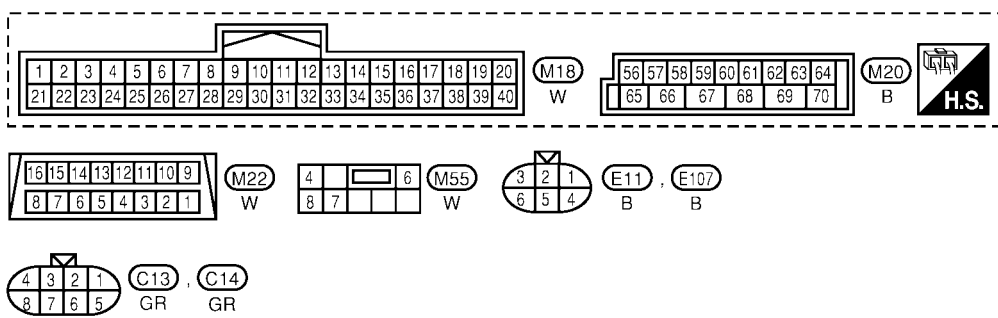 1 2 3 4 5 6 7 8 9 10 11 12 13 14 15 16 17 18 19 20
21 22 23 24 25 26 27 28 29 30 31 32 33 34 35 36 37 38 39 40
M18
W
56 57 58 59 60 61 62 63 64
65 66 67 68 69 70
M20
B
H.S.
16 15 14 13 12 11 10 9
8 7 6 5 4 3 2 1
M22
W
4 6
8 7
M55
W
3 2 1
6 5 4
E11 , E107
B B
4 3 2 1
8 7 6 5
C13 , C14
GR GR